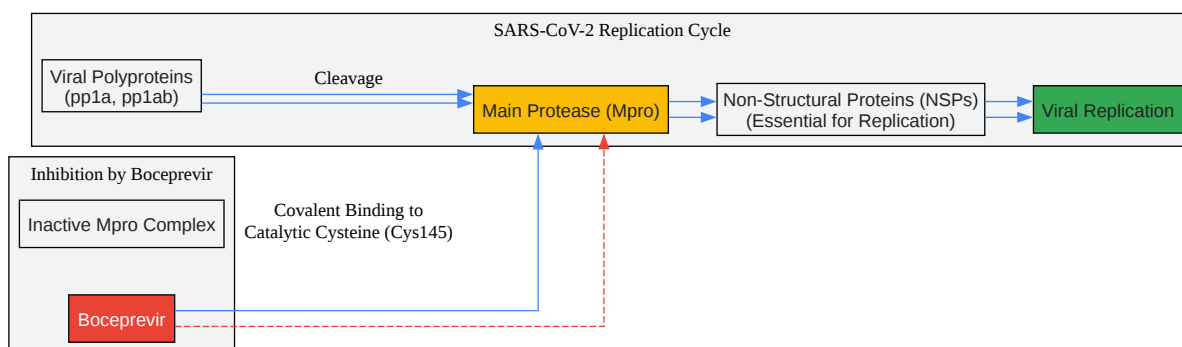 SARS-CoV-2 Replication Cycle
Viral Polyproteins
(pp1a, pp1ab)
Cleavage
Main Protease (Mpro)
Non-Structural Proteins (NSPs)
(Essential for Replication)
Viral Replication
Inhibition by Boceprevir
Inactive Mpro Complex
Covalent Binding to
Catalytic Cysteine (Cys145)
Boceprevir